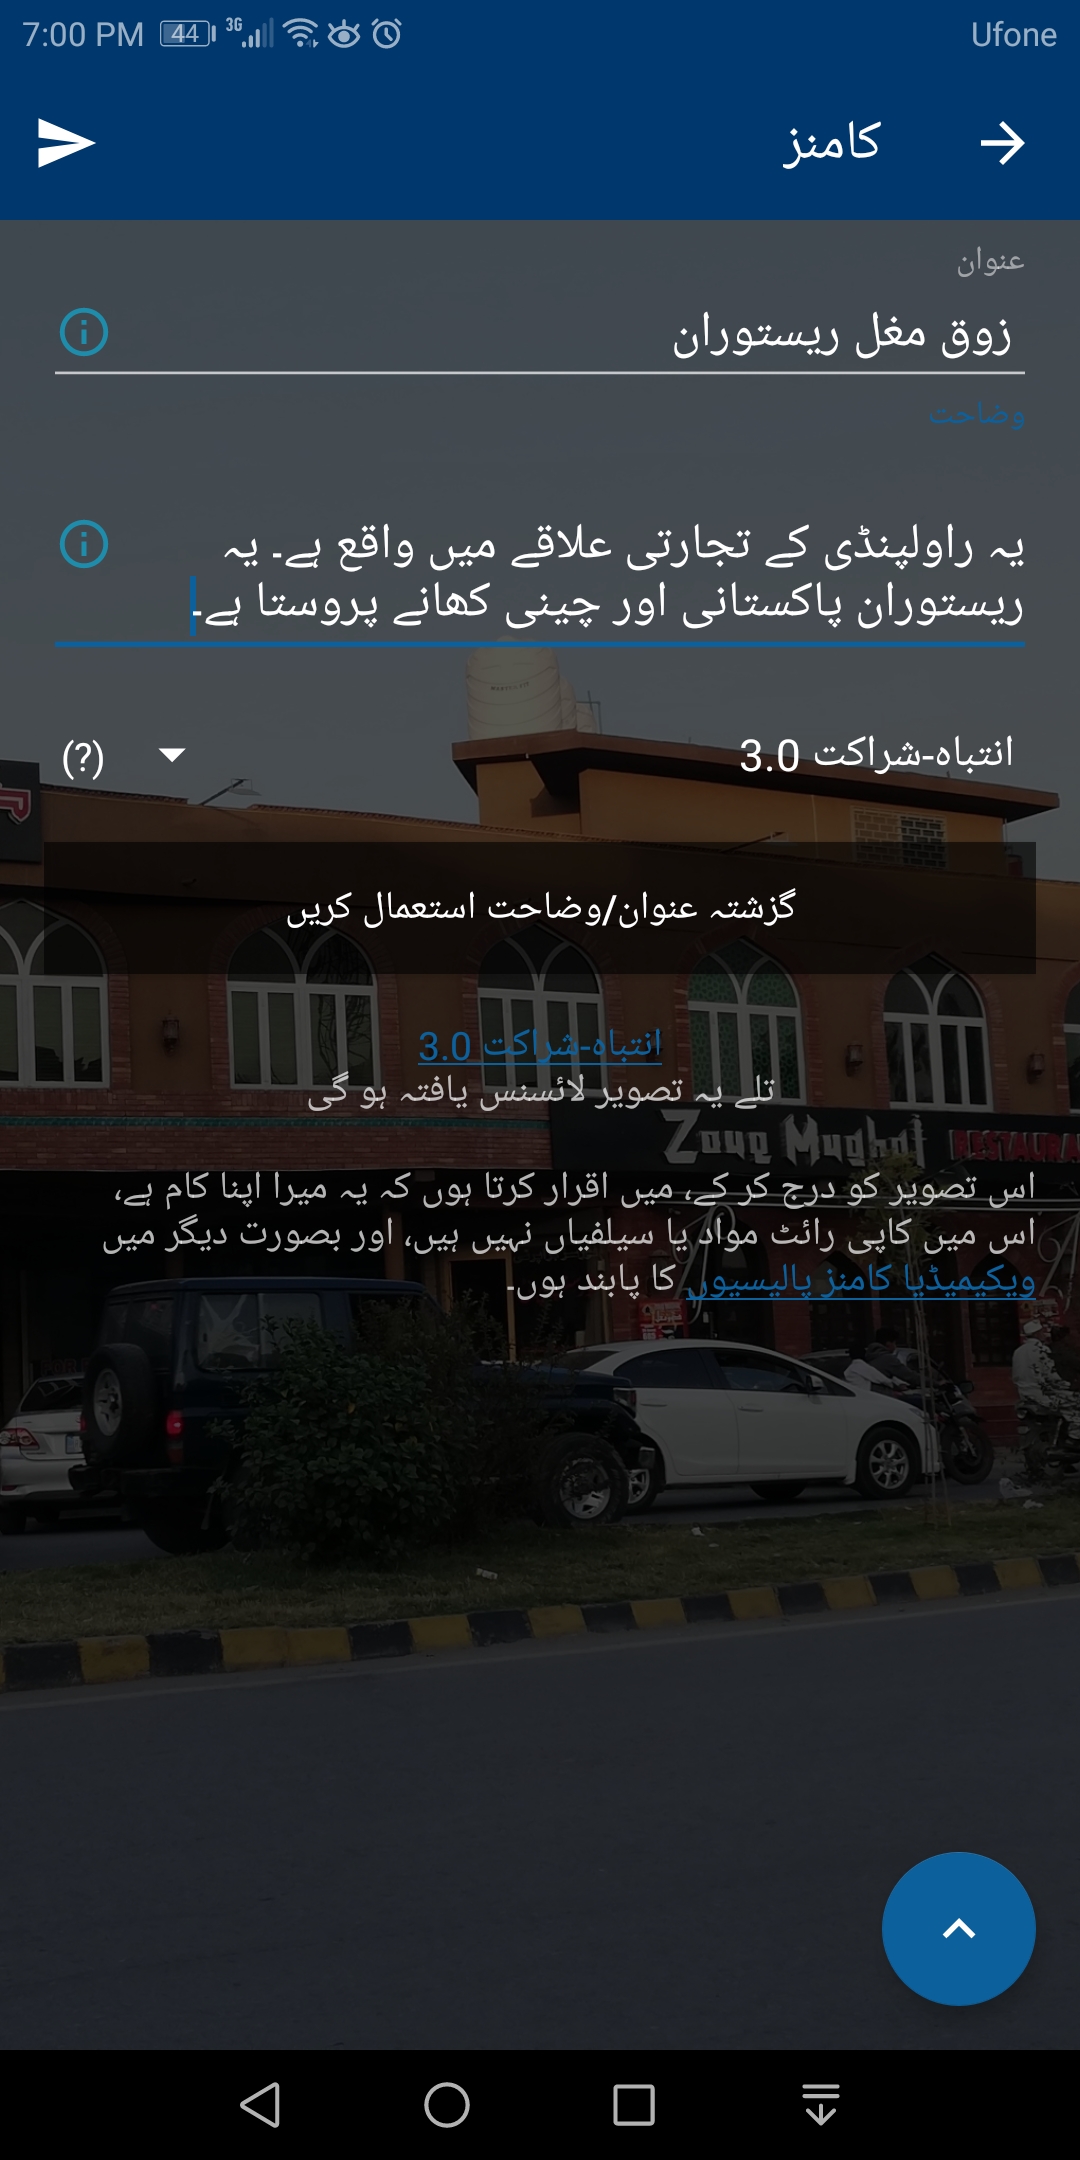 7:00 PM 44 3G Ufone
کامنز
عنوان
زوق مغل ریستوران
وضاحت
یہ راولپنڈی کے تجارتی علاقے میں واقع ہے۔ یہ
ریستوران پاکستانی اور چینی کھانے پروستا ہے۔
انتباہ-شراکت 3.0
(?)
گزشتہ عنوان/وضاحت استعمال کریں
انتباہ-شراکت 3.0
تلے یہ تصویر لائسنس یافتہ ہو گی
Zouq Mughal RESTAURA
اس تصویر کو درج کر کے، میں اقرار کرتا ہوں کہ یہ میرا اپنا کام ہے،
اس میں کاپی رائٹ مواد یا سیلفیاں نہیں ہیں، اور بصورت دیگر میں
ویکیمیڈیا کامنز پالیسیوں کا پابند ہوں۔